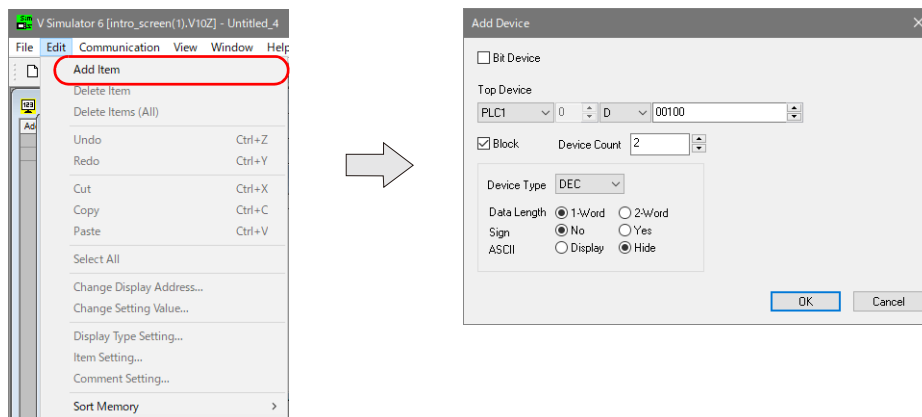 V Simulator 6 [intro_screen(1).V10Z] - Untitled_4
File Edit Communication View Window Help
Add Item
Delete Item
Delete Items (All)
Undo Ctrl+Z
Redo Ctrl+Y
Cut Ctrl+X
Copy Ctrl+C
Paste Ctrl+V
Select All
Change Display Address...
Change Setting Value...
Display Type Setting...
Item Setting...
Comment Setting...
Sort Memory
Add Device
Bit Device
Top Device
PLC1 0 D 00100
Block Device Count 2
Device Type DEC
Data Length 1-Word 2-Word
Sign No Yes
ASCII Display Hide
OK Cancel